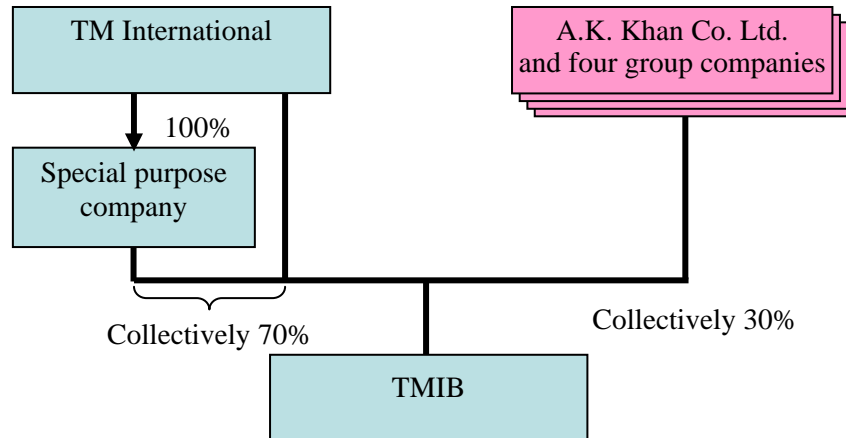 TM International
A.K. Khan Co. Ltd.
and four group companies
100%
Special purpose
company
Collectively 70%
Collectively 30%
TMIB